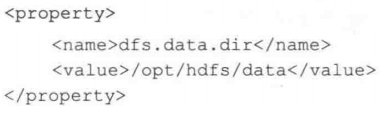 <property>
<name>dfs.data.dir</name>
<value>/opt/hdfs/data</value>
</property>